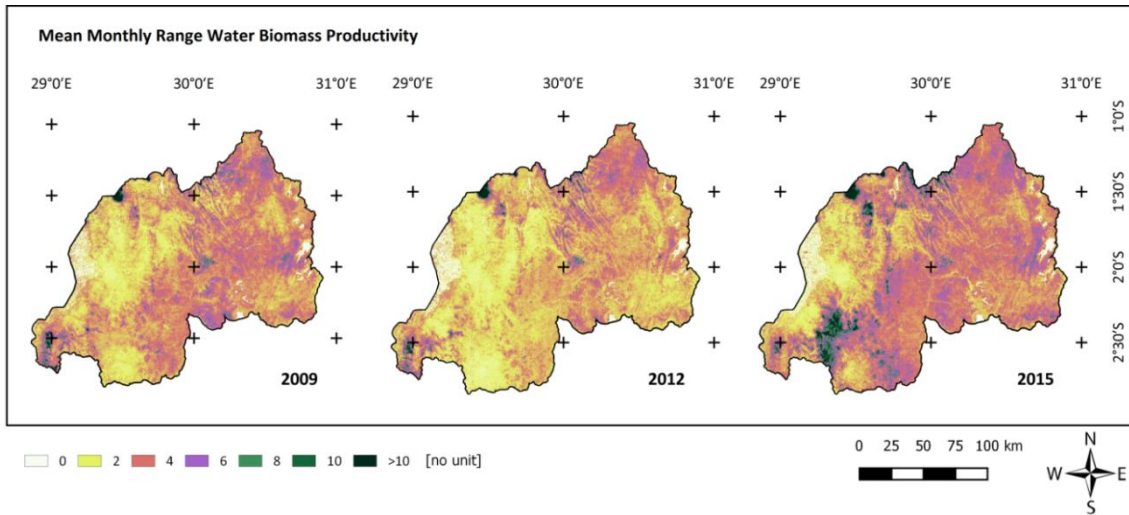 Mean Monthly Range Water Biomass Productivity
29°0'E 30°0'E 31°0'E 29°0'E 30°0'E 31°0'E 29°0'E 30°0'E 31°0'E
1°0'S
1°30'S
2°0'S
2°30'S
2009 2012 2015
0 2 4 6 8 10 >10 [no unit]
0 25 50 75 100 km
N
W E
S